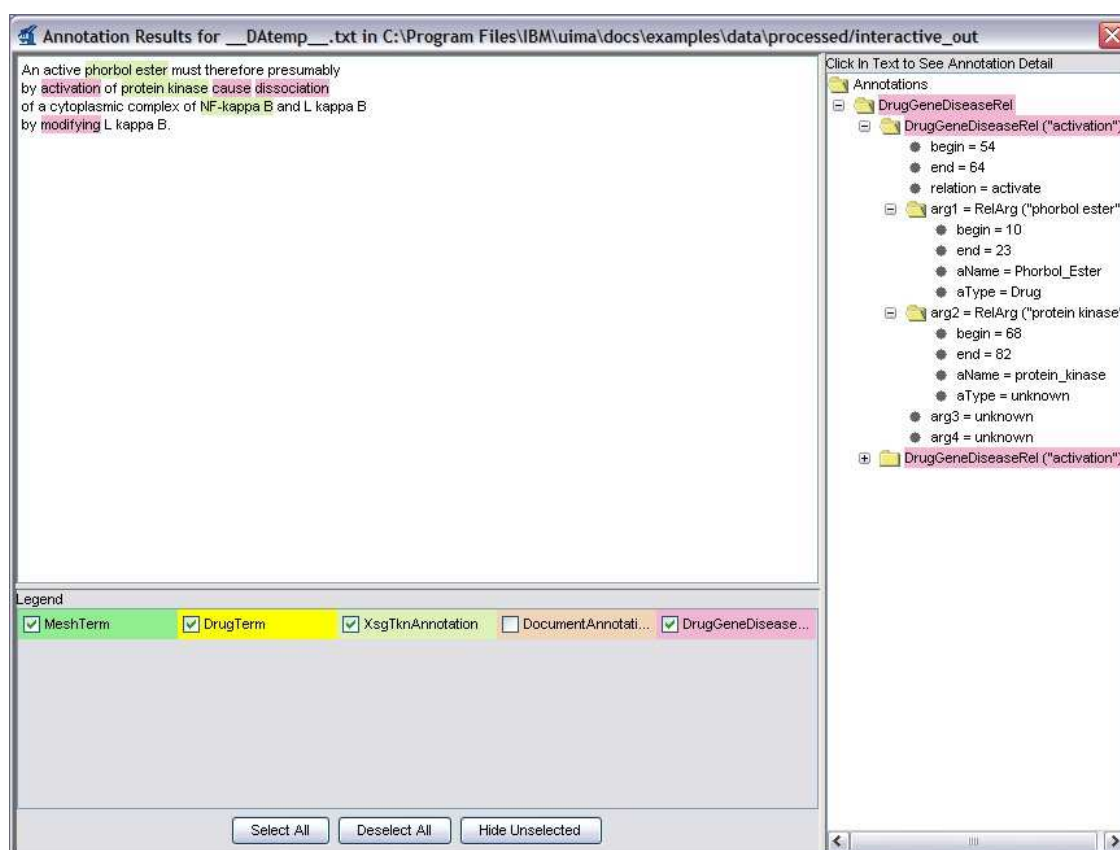 Annotation Results for __DAtemp__.txt in C:\Program Files\IBM\uima\docs\examples\data\processed/interactive_out
An active phorbol ester must therefore presumably
by activation of protein kinase cause dissociation
of a cytoplasmic complex of NF-kappa B and L kappa B
by modifying L kappa B.
Click In Text to See Annotation Detail
Annotations
DrugGeneDiseaseRel
DrugGeneDiseaseRel ("activation")
begin = 54
end = 64
relation = activate
arg1 = RelArg ("phorbol ester"
begin = 10
end = 23
aName = Phorbol_Ester
aType = Drug
arg2 = RelArg ("protein kinase"
begin = 68
end = 82
aName = protein_kinase
aType = unknown
arg3 = unknown
arg4 = unknown
DrugGeneDiseaseRel ("activation")
Legend
MeshTerm DrugTerm XsgTknAnnotation DocumentAnnotati... DrugGeneDisease...
Select All Deselect All Hide Unselected